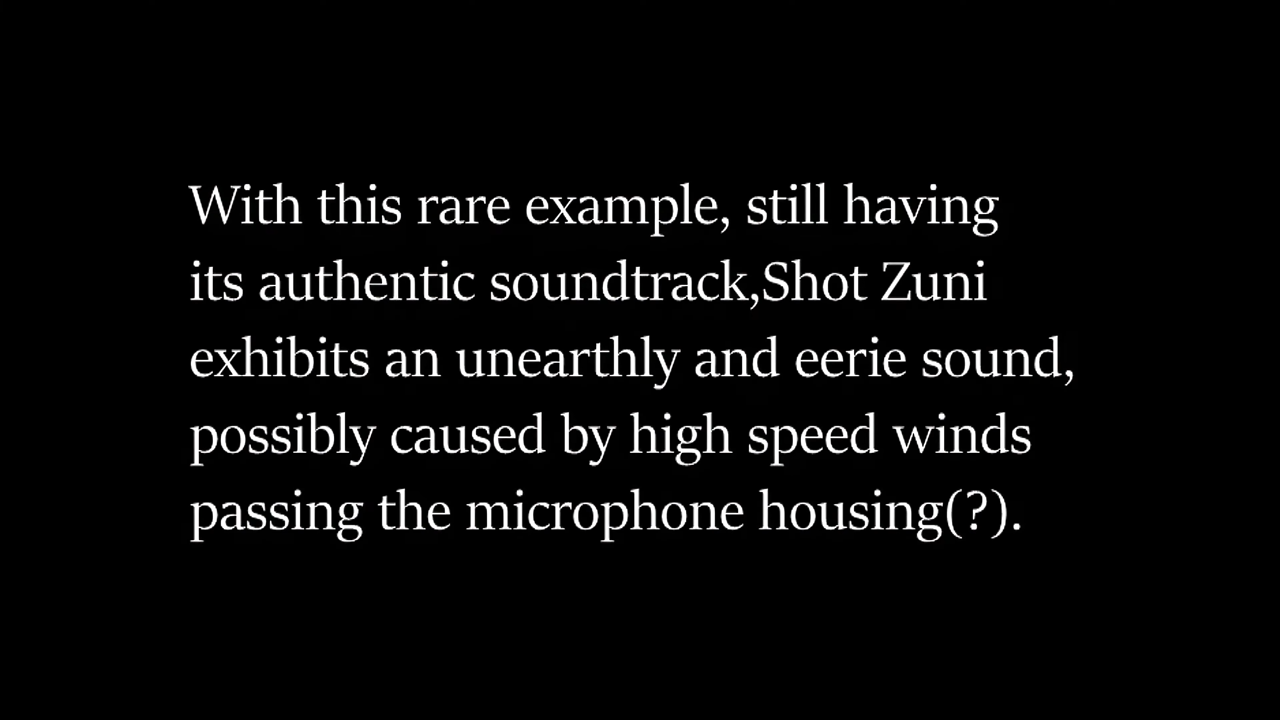 With this rare example, still having
its authentic soundtrack,Shot Zuni
exhibits an unearthly and eerie sound,
possibly caused by high speed winds
passing the microphone housing(?).